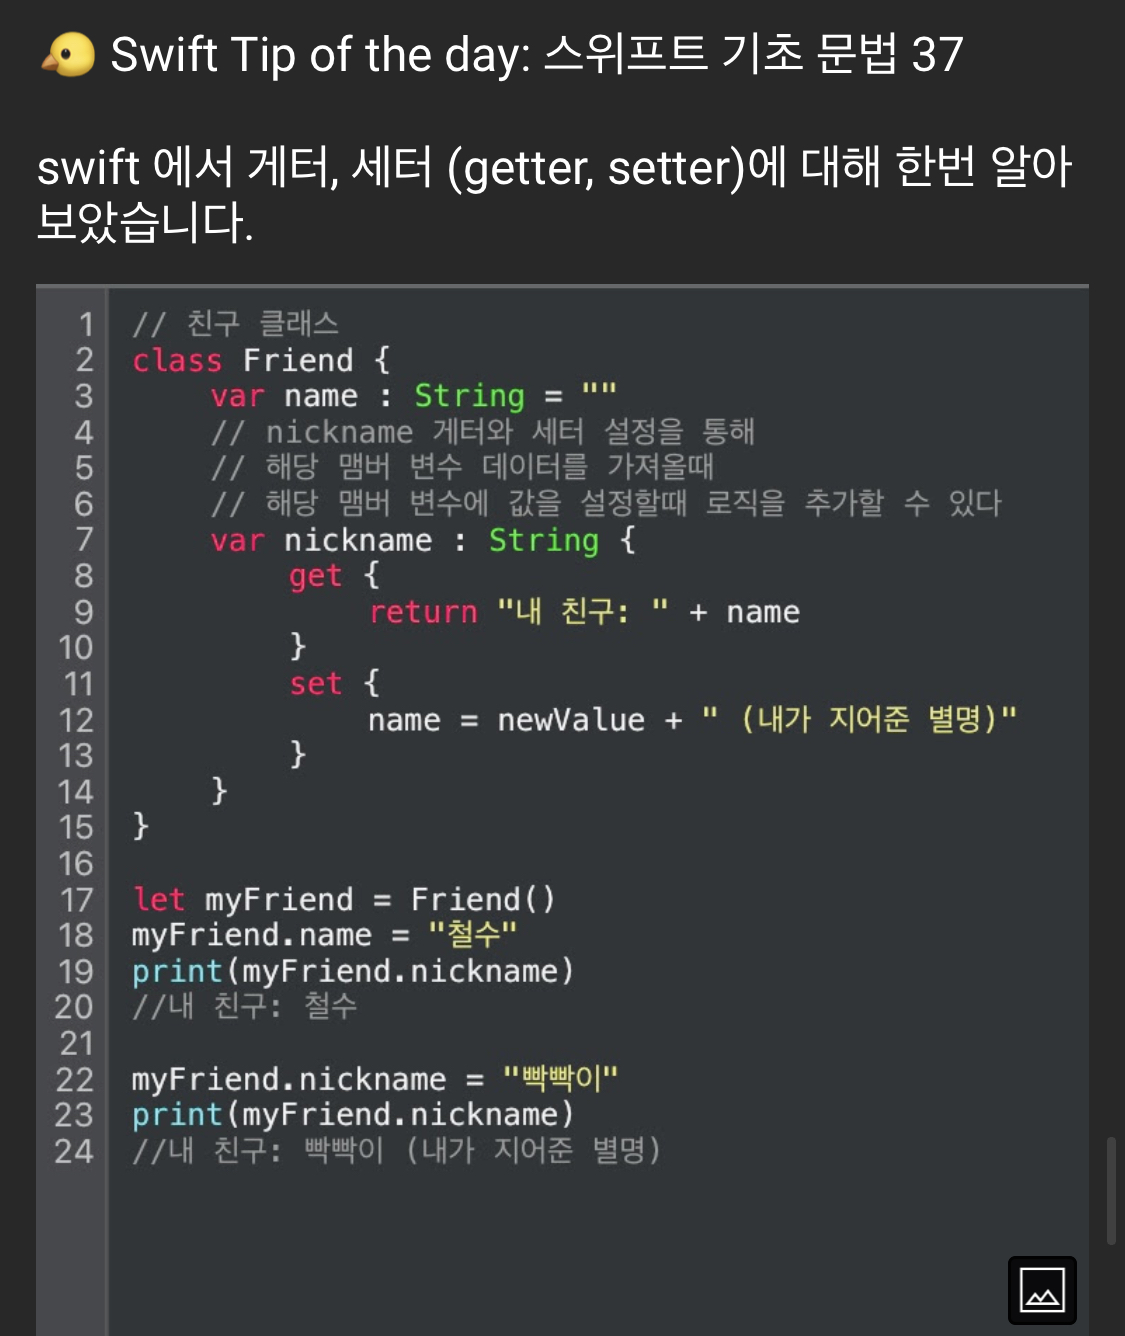 🐤 Swift Tip of the day: 스위프트 기초 문법 37
swift 에서 게터, 세터 (getter, setter)에 대해 한번 알아
보았습니다.
1 // 친구 클래스
2 class Friend {
3 var name : String = ""
4 // nickname 게터와 세터 설정을 통해
5 // 해당 맴버 변수 데이터를 가져올때
6 // 해당 맴버 변수에 값을 설정할때 로직을 추가할 수 있다
7 var nickname : String {
8 get {
9 return "내 친구: " + name
10 }
11 set {
12 name = newValue + " (내가 지어준 별명)"
13 }
14 }
15 }
16
17 let myFriend = Friend()
18 myFriend.name = "철수"
19 print(myFriend.nickname)
20 //내 친구: 철수
21
22 myFriend.nickname = "빡빡이"
23 print(myFriend.nickname)
24 //내 친구: 빡빡이 (내가 지어준 별명)